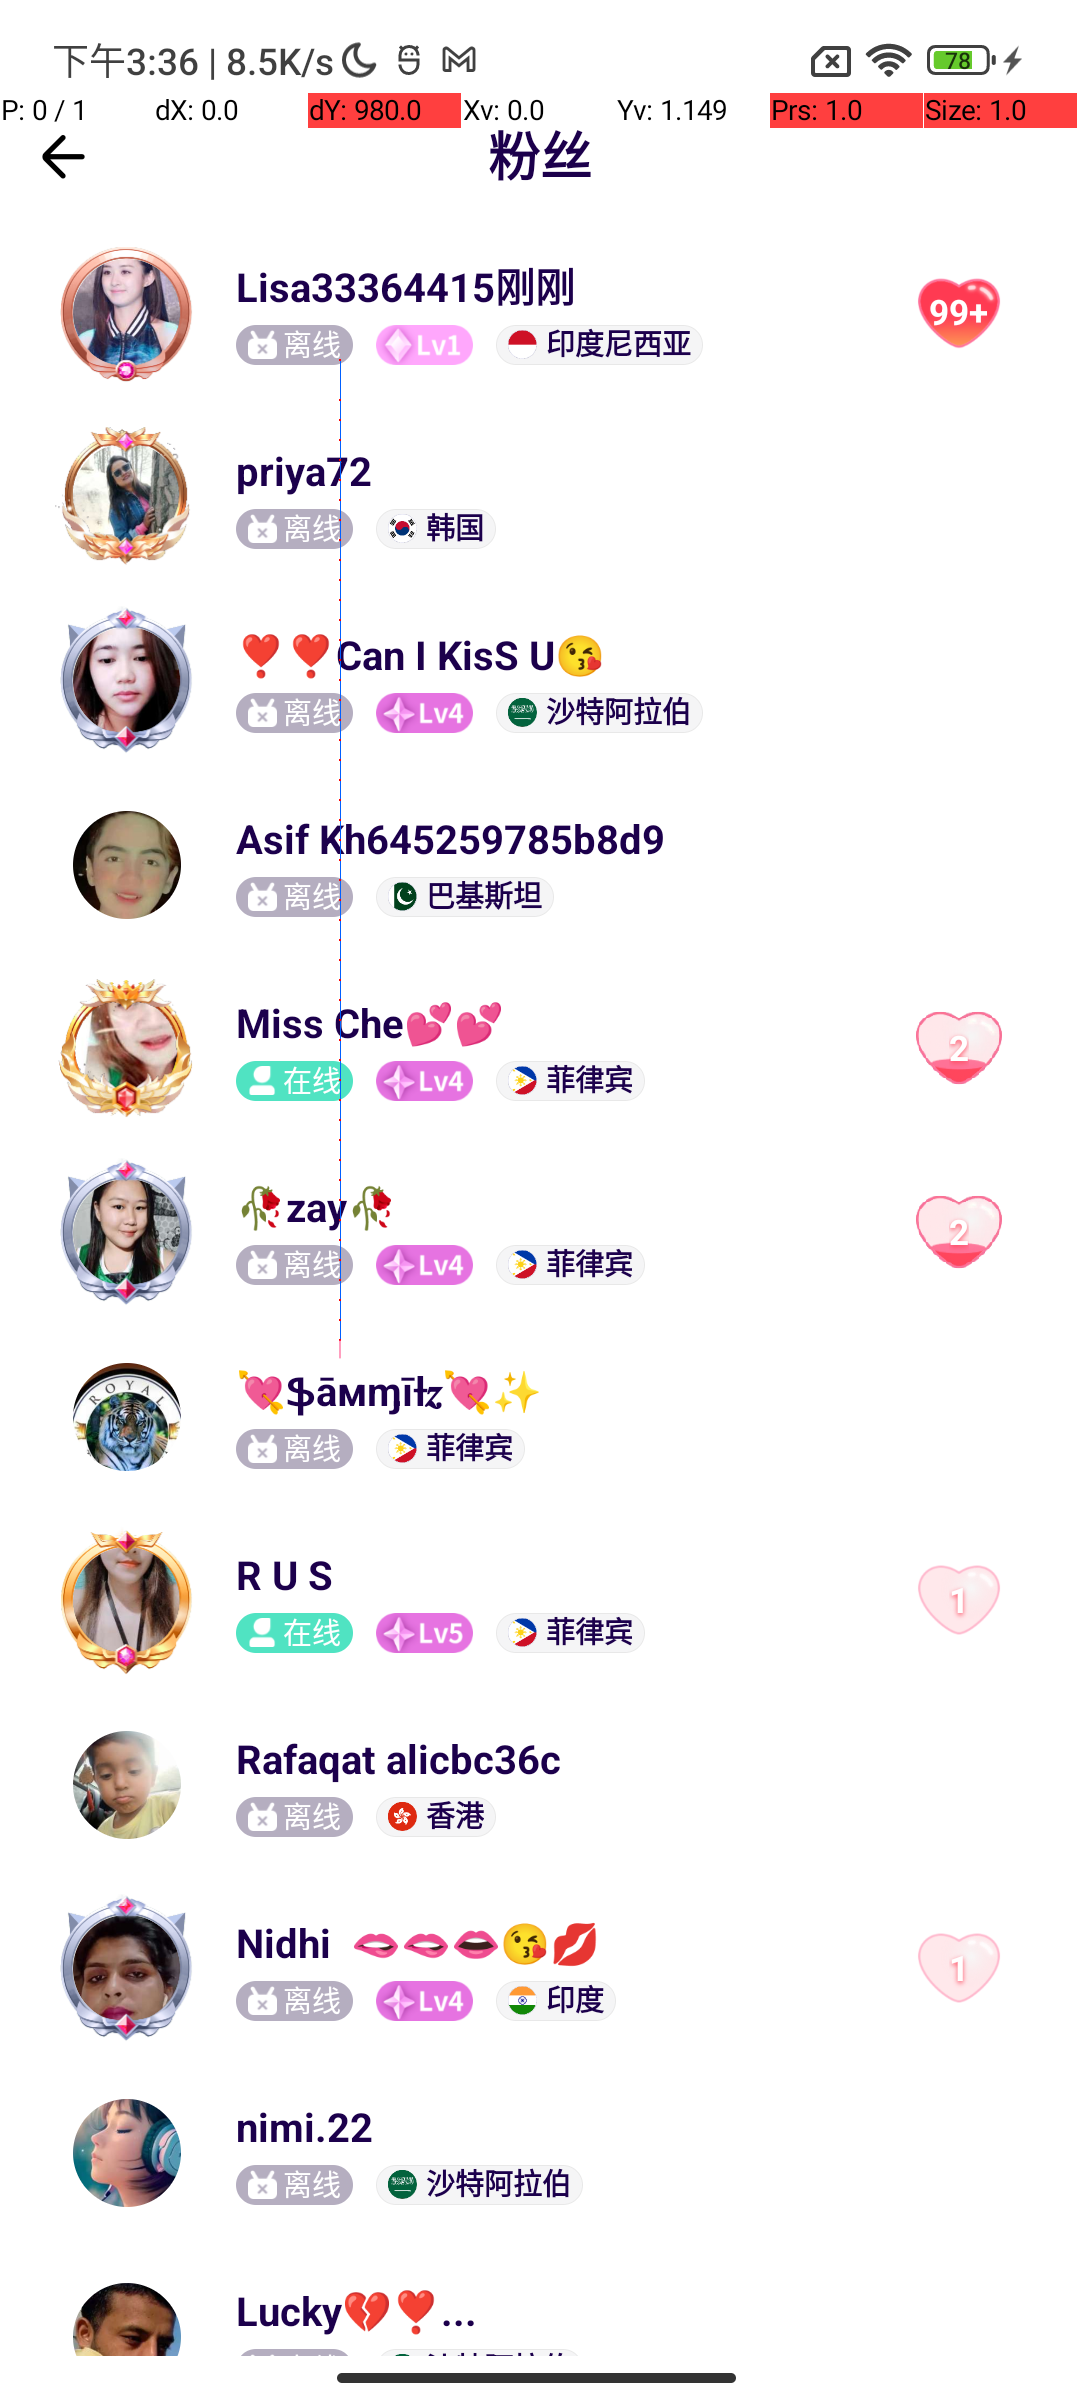 下午3:36 | 8.5K/s 78
P: 0 / 1 dX: 0.0 dY: 980.0 Xv: 0.0 Yv: 1.149 Prs: 1.0 Size: 1.0
粉丝
Lisa33364415刚刚
离线 Lv1 印度尼西亚
99+
priya72
离线 韩国
❣️❣️Can I KisS U😘
离线 Lv4 沙特阿拉伯
Asif Kh645259785b8d9
离线 巴基斯坦
Miss Che💕💕
在线 Lv4 菲律宾
2
🥀zay🥀
离线 Lv4 菲律宾
2
💘$āмɱīłʑ💘✨
离线 菲律宾
ROYAL
R U S
在线 Lv5 菲律宾
1
Rafaqat alicbc36c
离线 香港
Nidhi 🫦🫦👄😘💋
离线 Lv4 印度
1
nimi.22
离线 沙特阿拉伯
Lucky💔❣️...